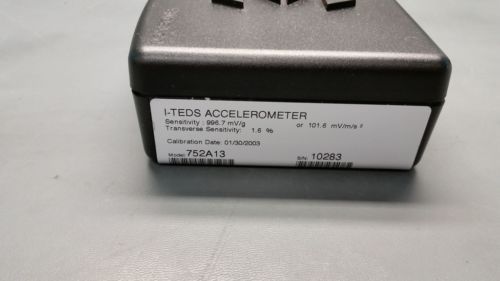 I-TEDS ACCELEROMETER
Sensitivity : 996.7 mV/g or 101.6 mV/m/s ²
Transverse Sensitivity: 1.6 %
Calibration Date: 01/30/2003
Model: 752A13 S/N: 10283